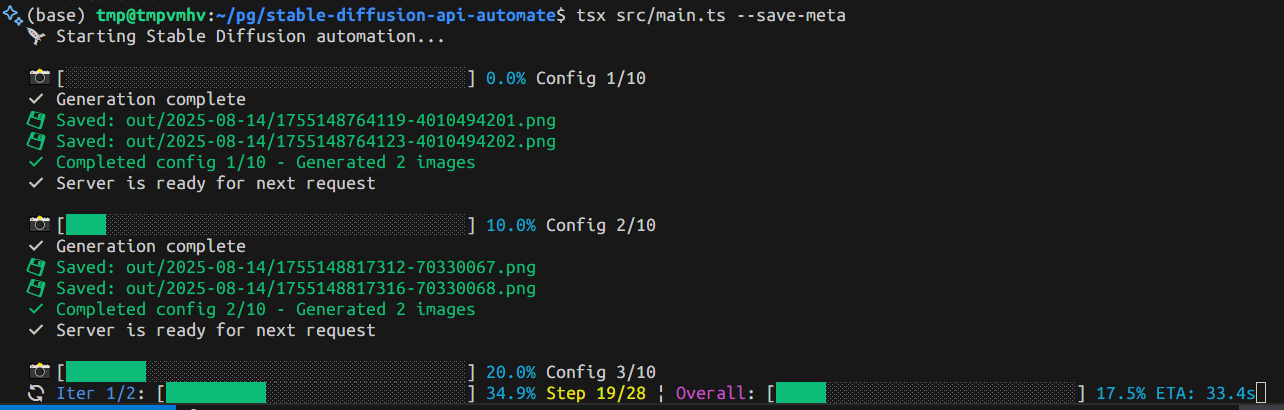 (base) tmp@tmpvmhv:~/pg/stable-diffusion-api-automate$ tsx src/main.ts --save-meta
Starting Stable Diffusion automation...
[] 0.0% Config 1/10
✓ Generation complete
Saved: out/2025-08-14/1755148764119-4010494201.png
Saved: out/2025-08-14/1755148764123-4010494202.png
✓ Completed config 1/10 - Generated 2 images
✓ Server is ready for next request
[] 10.0% Config 2/10
✓ Generation complete
Saved: out/2025-08-14/1755148817312-70330067.png
Saved: out/2025-08-14/1755148817316-70330068.png
✓ Completed config 2/10 - Generated 2 images
✓ Server is ready for next request
[] 20.0% Config 3/10
Iter 1/2: [] 34.9% Step 19/28 ¦ Overall: [] 17.5% ETA: 33.4s